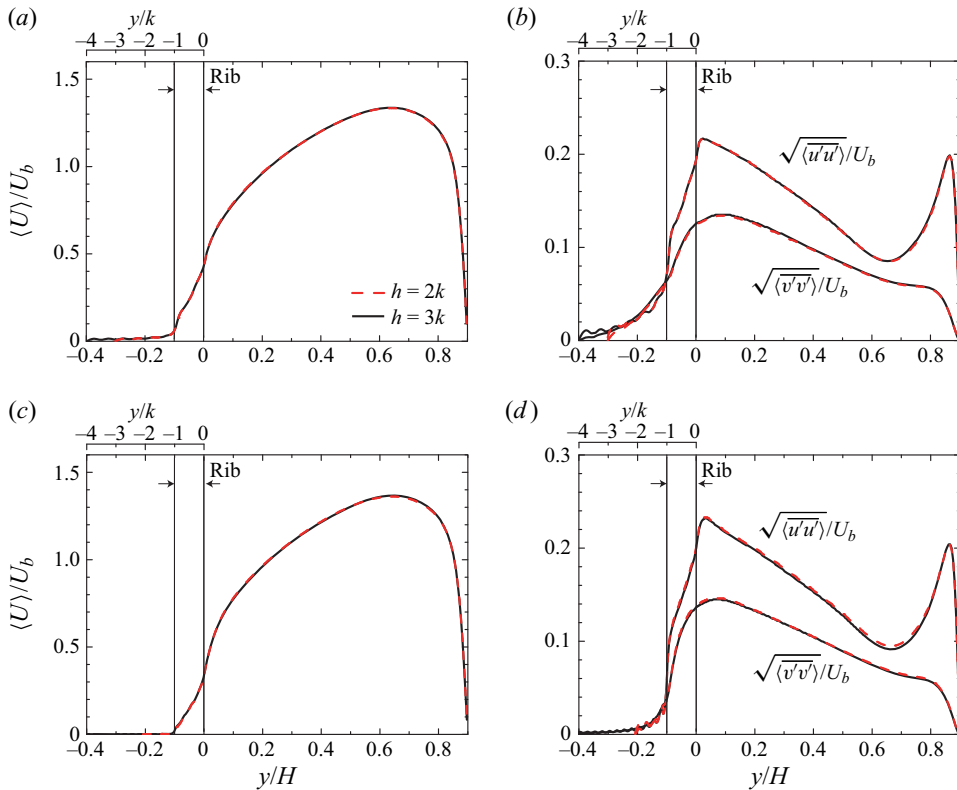 (a)
y/k
−4 −3 −2 −1 0
Rib
1.5
1.0
0.5
0
⟨U⟩/U_b
h = 2k
h = 3k
−0.4 −0.2 0 0.2 0.4 0.6 0.8
(b)
y/k
−4 −3 −2 −1 0
Rib
0.3
0.2
0.1
0
√⟨u′u′⟩/U_b
√⟨v′v′⟩/U_b
−0.4 −0.2 0 0.2 0.4 0.6 0.8
(c)
y/k
−4 −3 −2 −1 0
Rib
1.5
1.0
0.5
0
⟨U⟩/U_b
−0.4 −0.2 0 0.2 0.4 0.6 0.8
y/H
(d)
y/k
−4 −3 −2 −1 0
Rib
0.3
0.2
0.1
0
√⟨u′u′⟩/U_b
√⟨v′v′⟩/U_b
−0.4 −0.2 0 0.2 0.4 0.6 0.8
y/H